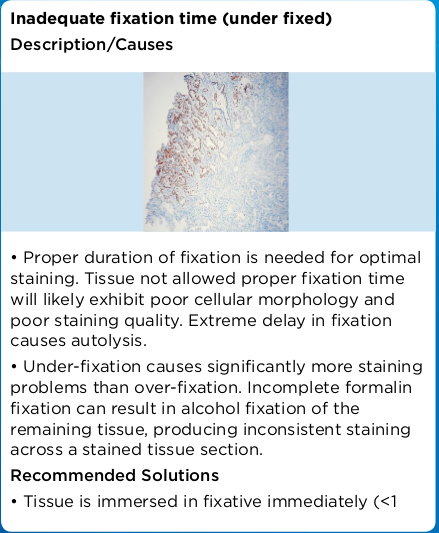 Inadequate fixation time (under fixed)
Description/Causes
• Proper duration of fixation is needed for optimal
staining. Tissue not allowed proper fixation time
will likely exhibit poor cellular morphology and
poor staining quality. Extreme delay in fixation
causes autolysis.
• Under-fixation causes significantly more staining
problems than over-fixation. Incomplete formalin
fixation can result in alcohol fixation of the
remaining tissue, producing inconsistent staining
across a stained tissue section.
Recommended Solutions
• Tissue is immersed in fixative immediately (<1